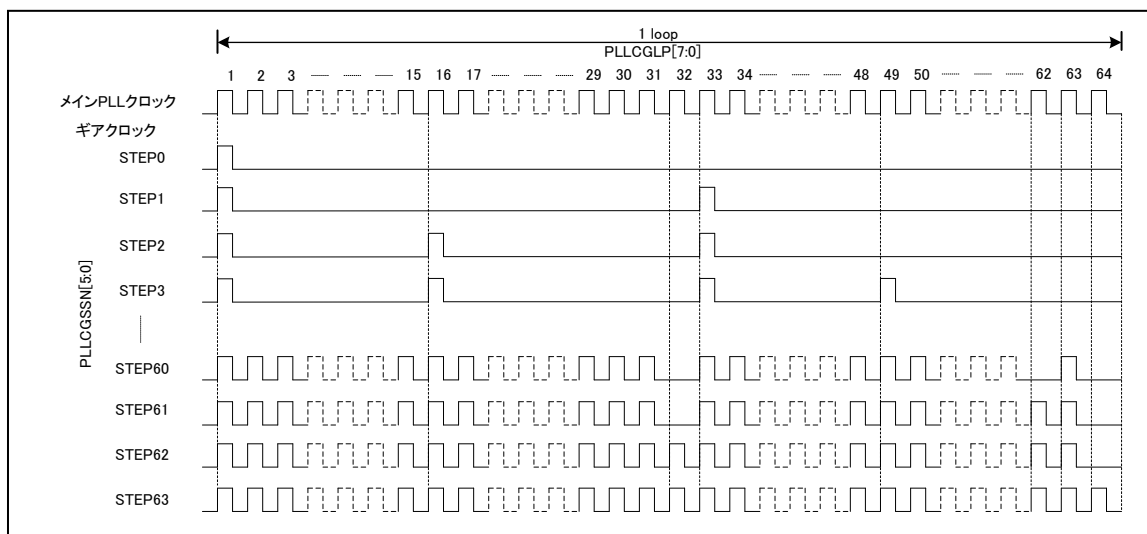 1 loop
PLLCGLP[7:0]
1 2 3 15 16 17 29 30 31 32 33 34 48 49 50 62 63 64
メインPLLクロック
ギアクロック
STEP0
STEP1
STEP2
STEP3
PLLCGSSN[5:0]
STEP60
STEP61
STEP62
STEP63